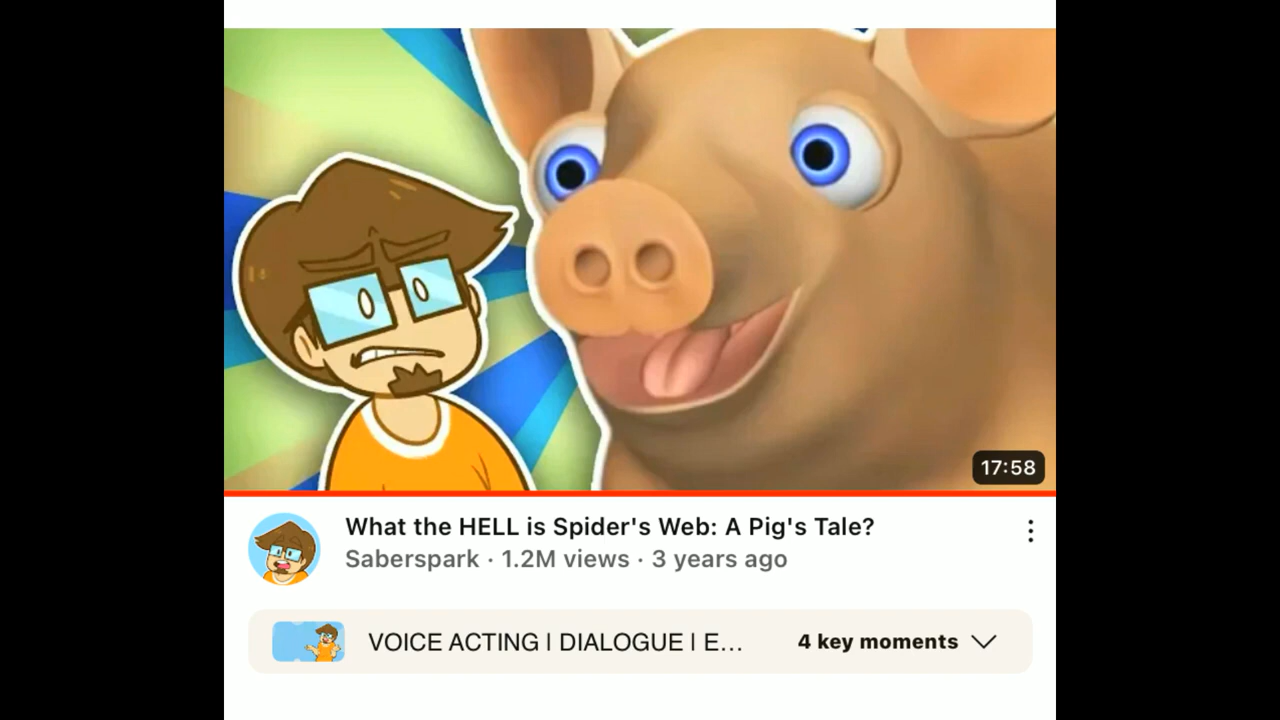 17:58
What the HELL is Spider's Web: A Pig's Tale?
Saberspark · 1.2M views · 3 years ago
VOICE ACTING | DIALOGUE | E... 4 key moments